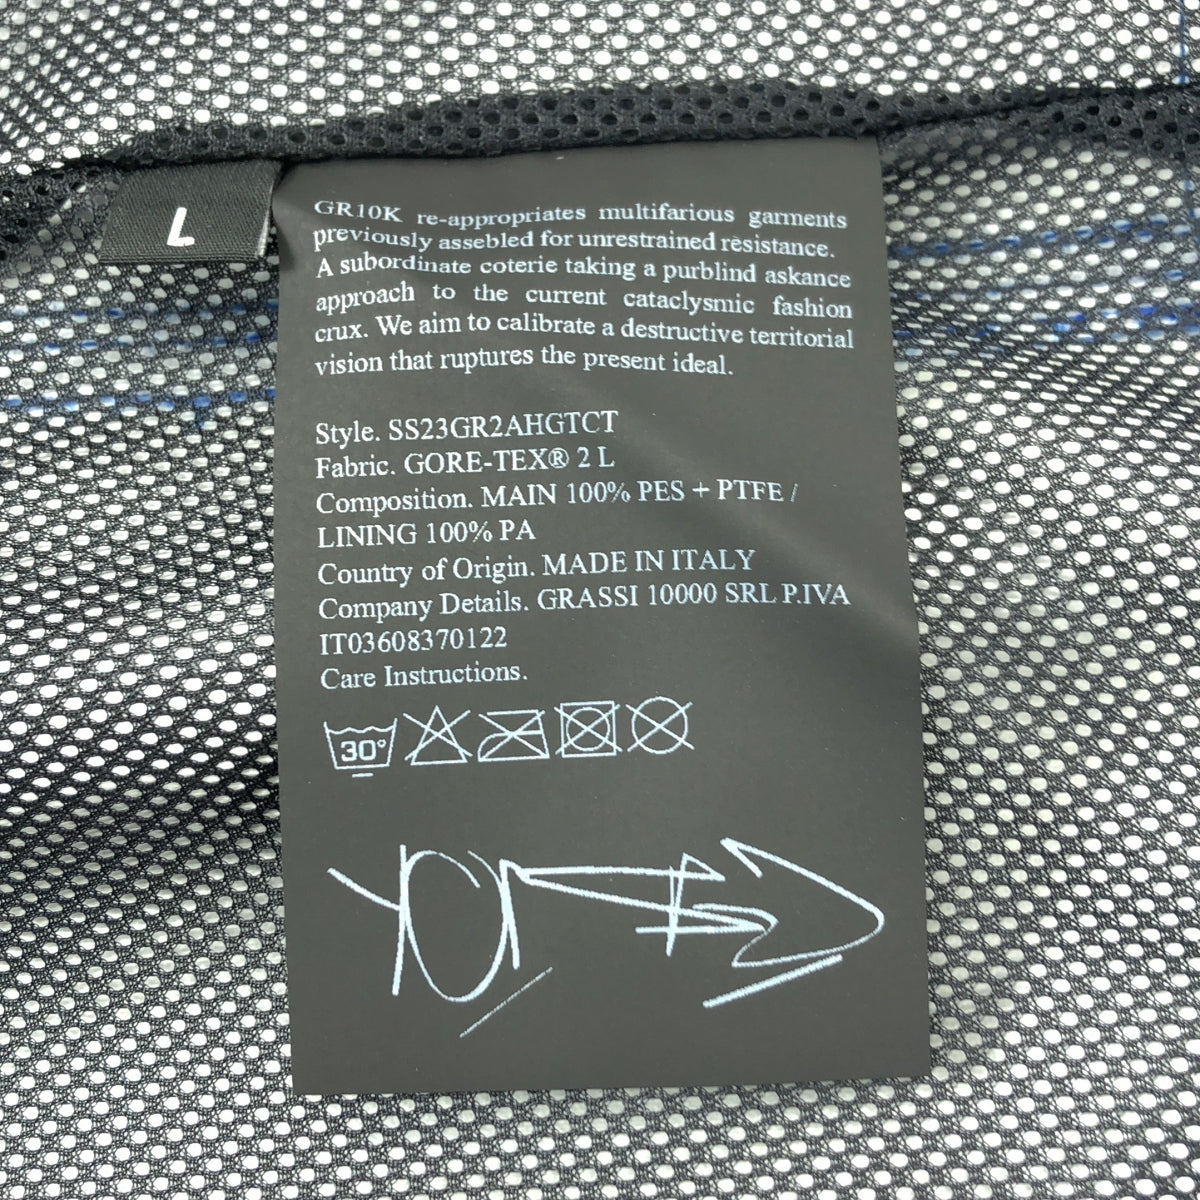 L
GR10K re-appropriates multifarious garments
previously assebled for unrestrained resistance.
A subordinate coterie taking a purblind askance
approach to the current cataclysmic fashion
crux. We aim to calibrate a destructive territorial
vision that ruptures the present ideal.
Style. SS23GR2AHGTCT
Fabric. GORE-TEX® 2 L
Composition. MAIN 100% PES + PTFE /
LINING 100% PA
Country of Origin. MADE IN ITALY
Company Details. GRASSI 10000 SRL P.IVA
IT03608370122
Care Instructions.
30°